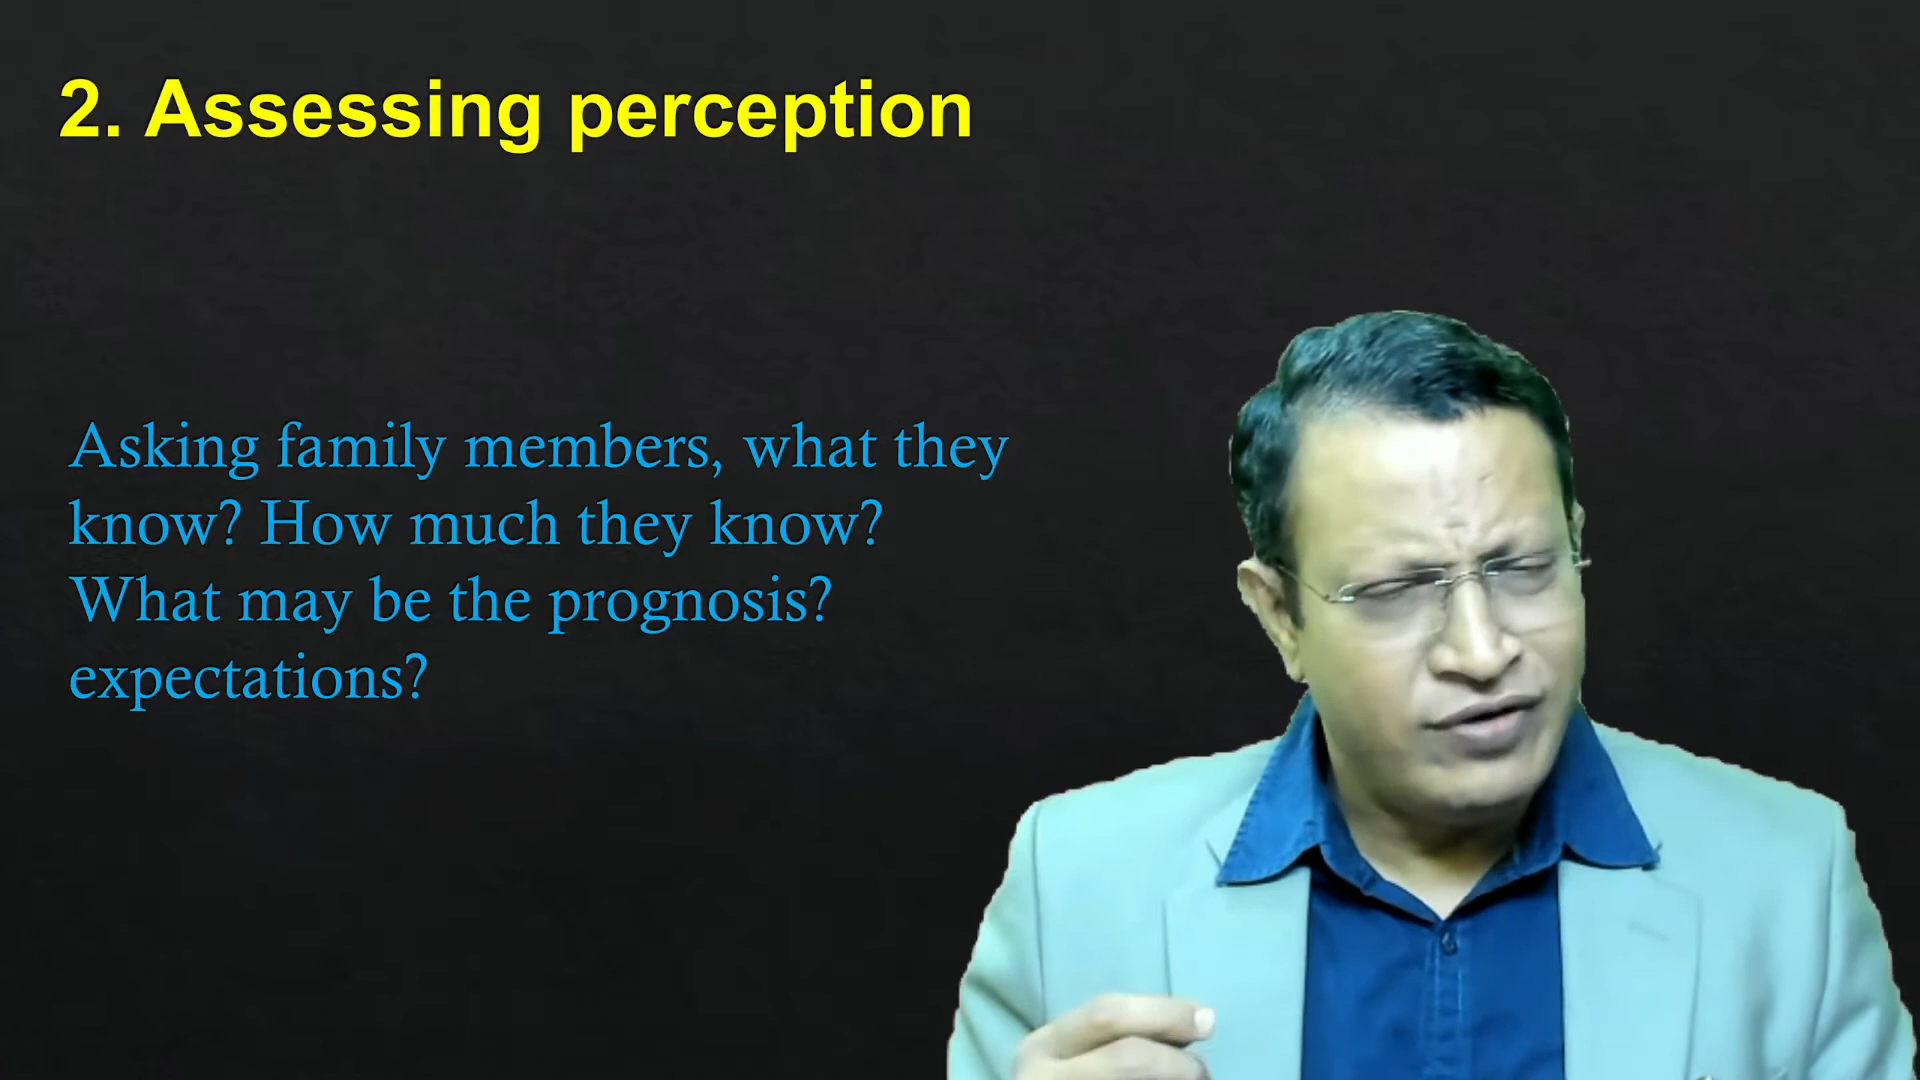 2. Assessing perception
Asking family members, what they
know? How much they know?
What may be the prognosis?
expectations?